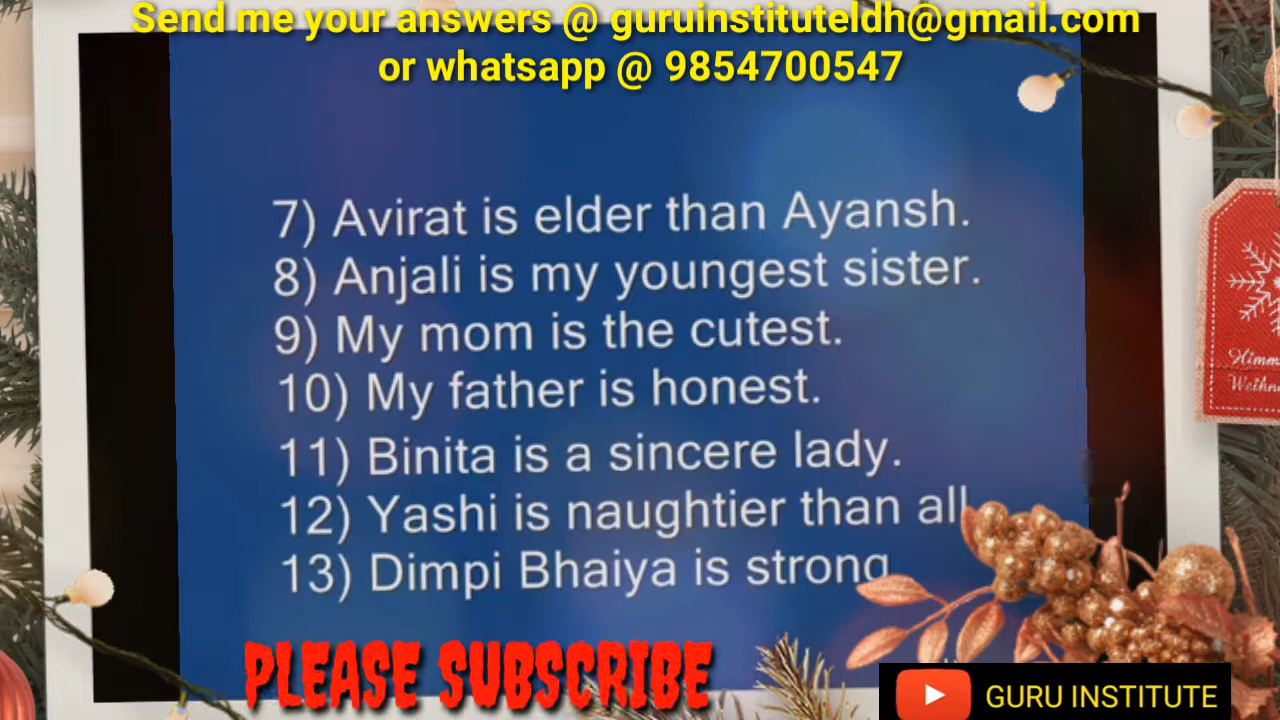 Send me your answers @ guruinstituteldh@gmail.com
or whatsapp @ 9854700547
7) Avirat is elder than Ayansh.
8) Anjali is my youngest sister.
9) My mom is the cutest.
10) My father is honest.
11) Binita is a sincere lady.
12) Yashi is naughtier than all
13) Dimpi Bhaiya is strong
PLEASE SUBSCRIBE
GURU INSTITUTE